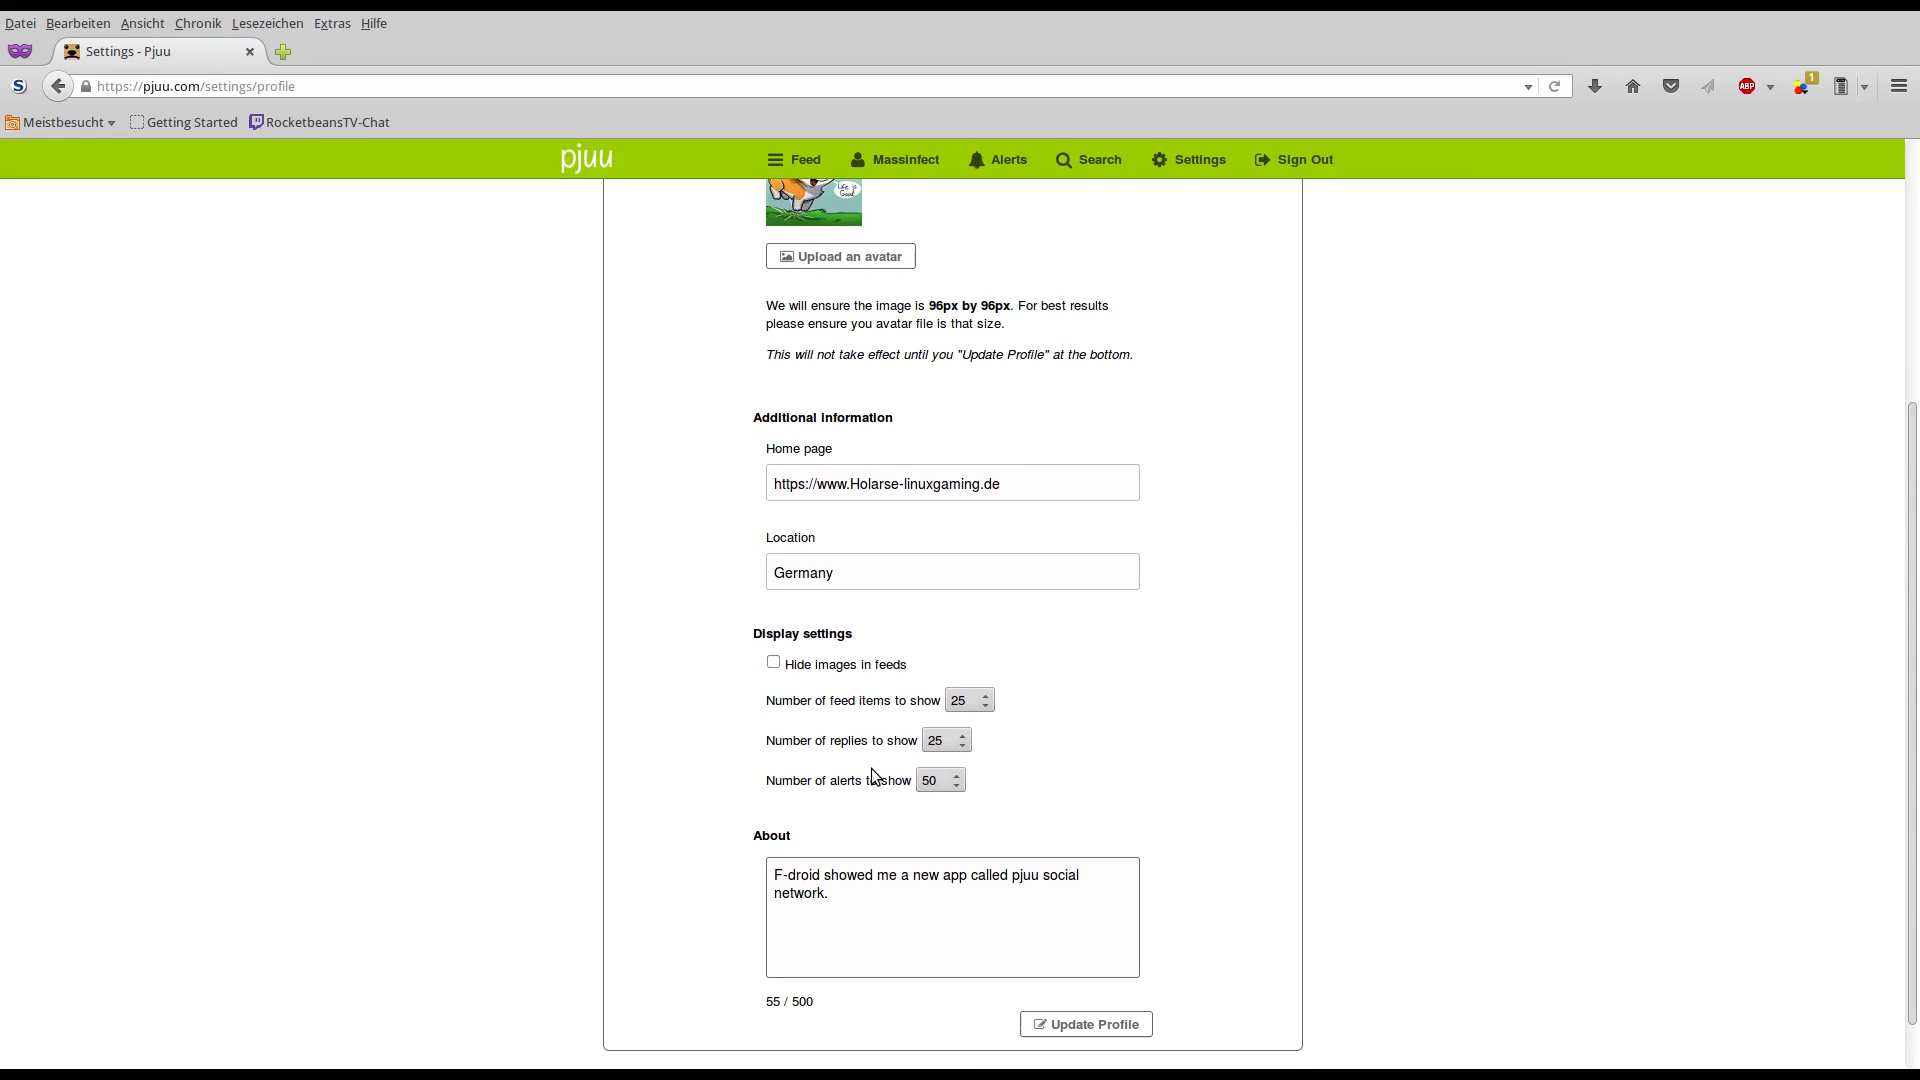 Datei Bearbeiten Ansicht Chronik Lesezeichen Extras Hilfe
Settings - Pjuu
S https://pjuu.com/settings/profile ABP 1
Meistbesucht Getting Started RocketbeansTV-Chat
pjuu Feed Massinfect Alerts Search Settings Sign Out
Life is
Good
Upload an avatar
We will ensure the image is 96px by 96px. For best results
please ensure you avatar file is that size.
This will not take effect until you "Update Profile" at the bottom.
Additional information
Home page
https://www.Holarse-linuxgaming.de
Location
Germany
Display settings
Hide images in feeds
Number of feed items to show 25
Number of replies to show 25
Number of alerts to show 50
About
F-droid showed me a new app called pjuu social
network.
55 / 500
Update Profile